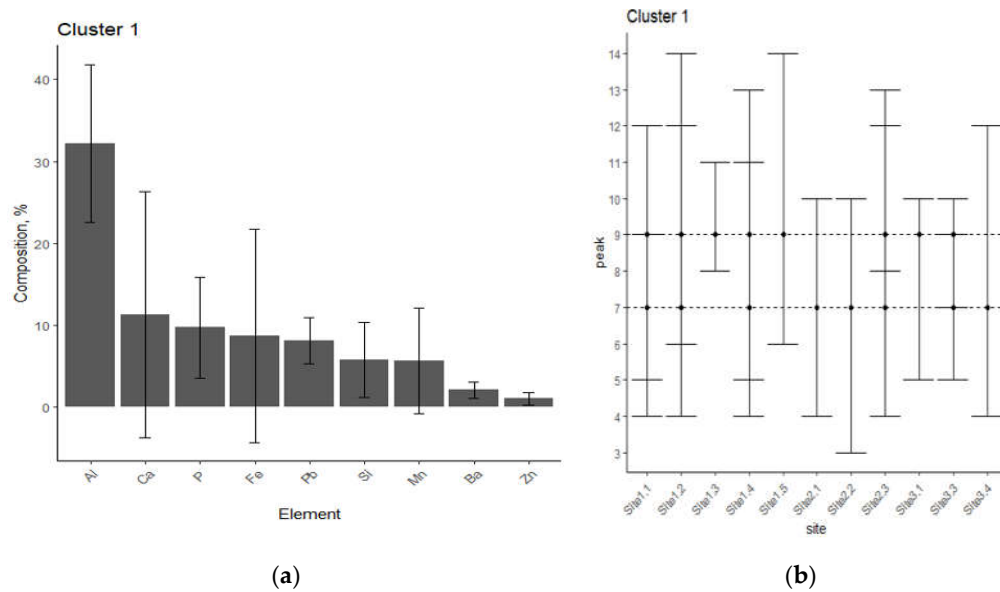 Cluster 1
Composition, %
40
30
20
10
0
Al
Ca
P
Fe
Pb
Si
Mn
Ba
Zn
Element
(a)
Cluster 1
peak
14
13
12
11
10
9
8
7
6
5
4
3
Site1,1
Site1,2
Site1,3
Site1,4
Site1,5
Site2,1
Site2,2
Site2,3
Site3,1
Site3,3
Site3,4
site
(b)